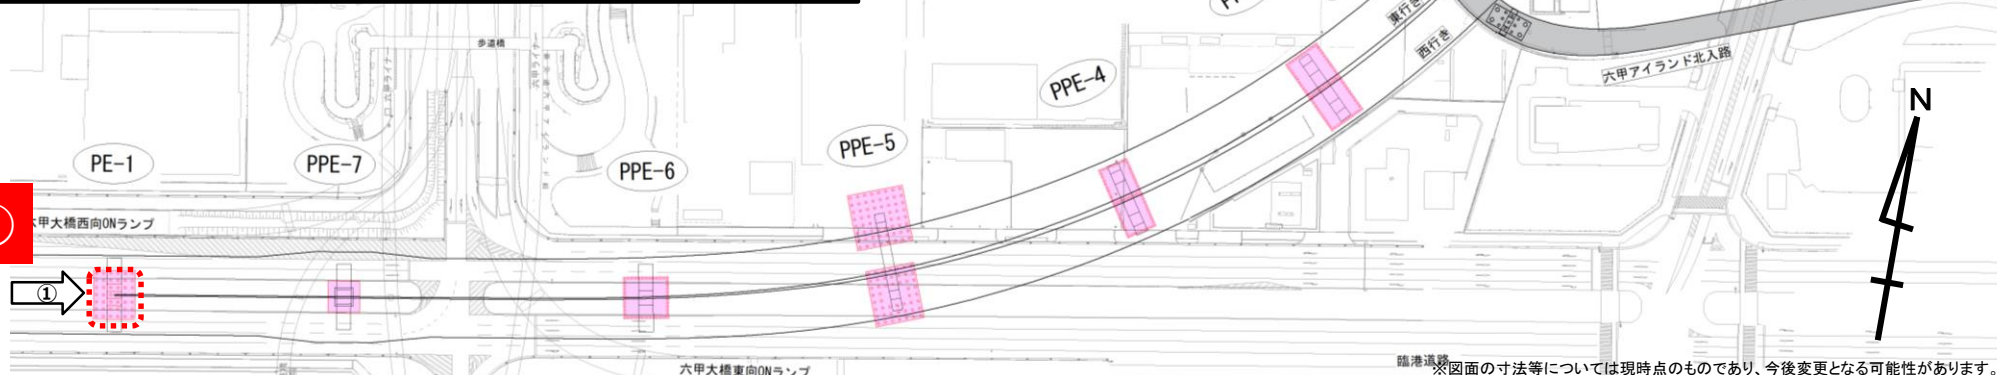 東行き
西行き
六甲アイランド北入路
歩道橋
N
PPE-4
PPE-5
PE-1
PPE-7
PPE-6
六甲大橋西向ONランプ
①
六甲大橋東向ONランプ
臨港道路
※図面の寸法等については現時点のものであり、今後変更となる可能性があります。